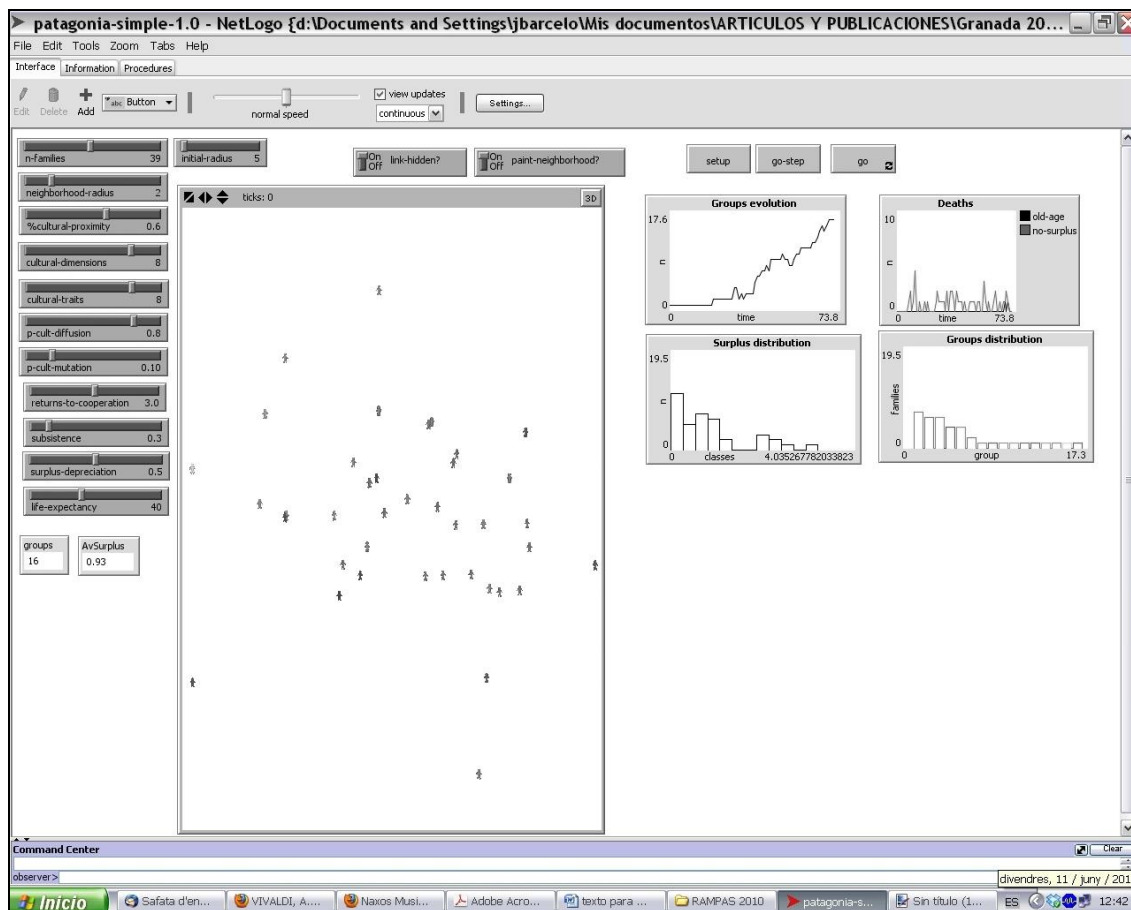 patagonia-simple-1.0 - NetLogo {d:\Documents and Settings\jbarcelo\Mis documentos\ARTICULOS Y PUBLICACIONES\Granada 20...
File Edit Tools Zoom Tabs Help
Interface Information Procedures
Edit Delete Add abc Button normal speed view updates continuous Settings...
n-families 39
initial-radius 5
On Off link-hidden?
On Off paint-neighborhood?
setup go-step go
neighborhood-radius 2
%cultural-proximity 0.6
cultural-dimensions 8
cultural-traits 8
p-cult-diffusion 0.8
p-cult-mutation 0.10
returns-to-cooperation 3.0
subsistence 0.3
surplus-depreciation 0.5
life-expectancy 40
groups
16
AvSurplus
0.93
ticks: 0 3D
Groups evolution
17.6
n
0
0 time 73.8
Deaths
10
n
0
0 time 73.8
old-age
no-surplus
Surplus distribution
19.5
n
0
0 classes 4.035267782033823
Groups distribution
19.5
families
0
0 group 17.3
Command Center Clear
observer>
divendres, 11 / juny / 201
Inicio Safata d'en... VIVALDI, A.... Naxos Musi... Adobe Acro... texto para ... RAMPAS 2010 patagonia-s... Sin título (1... ES 12:42